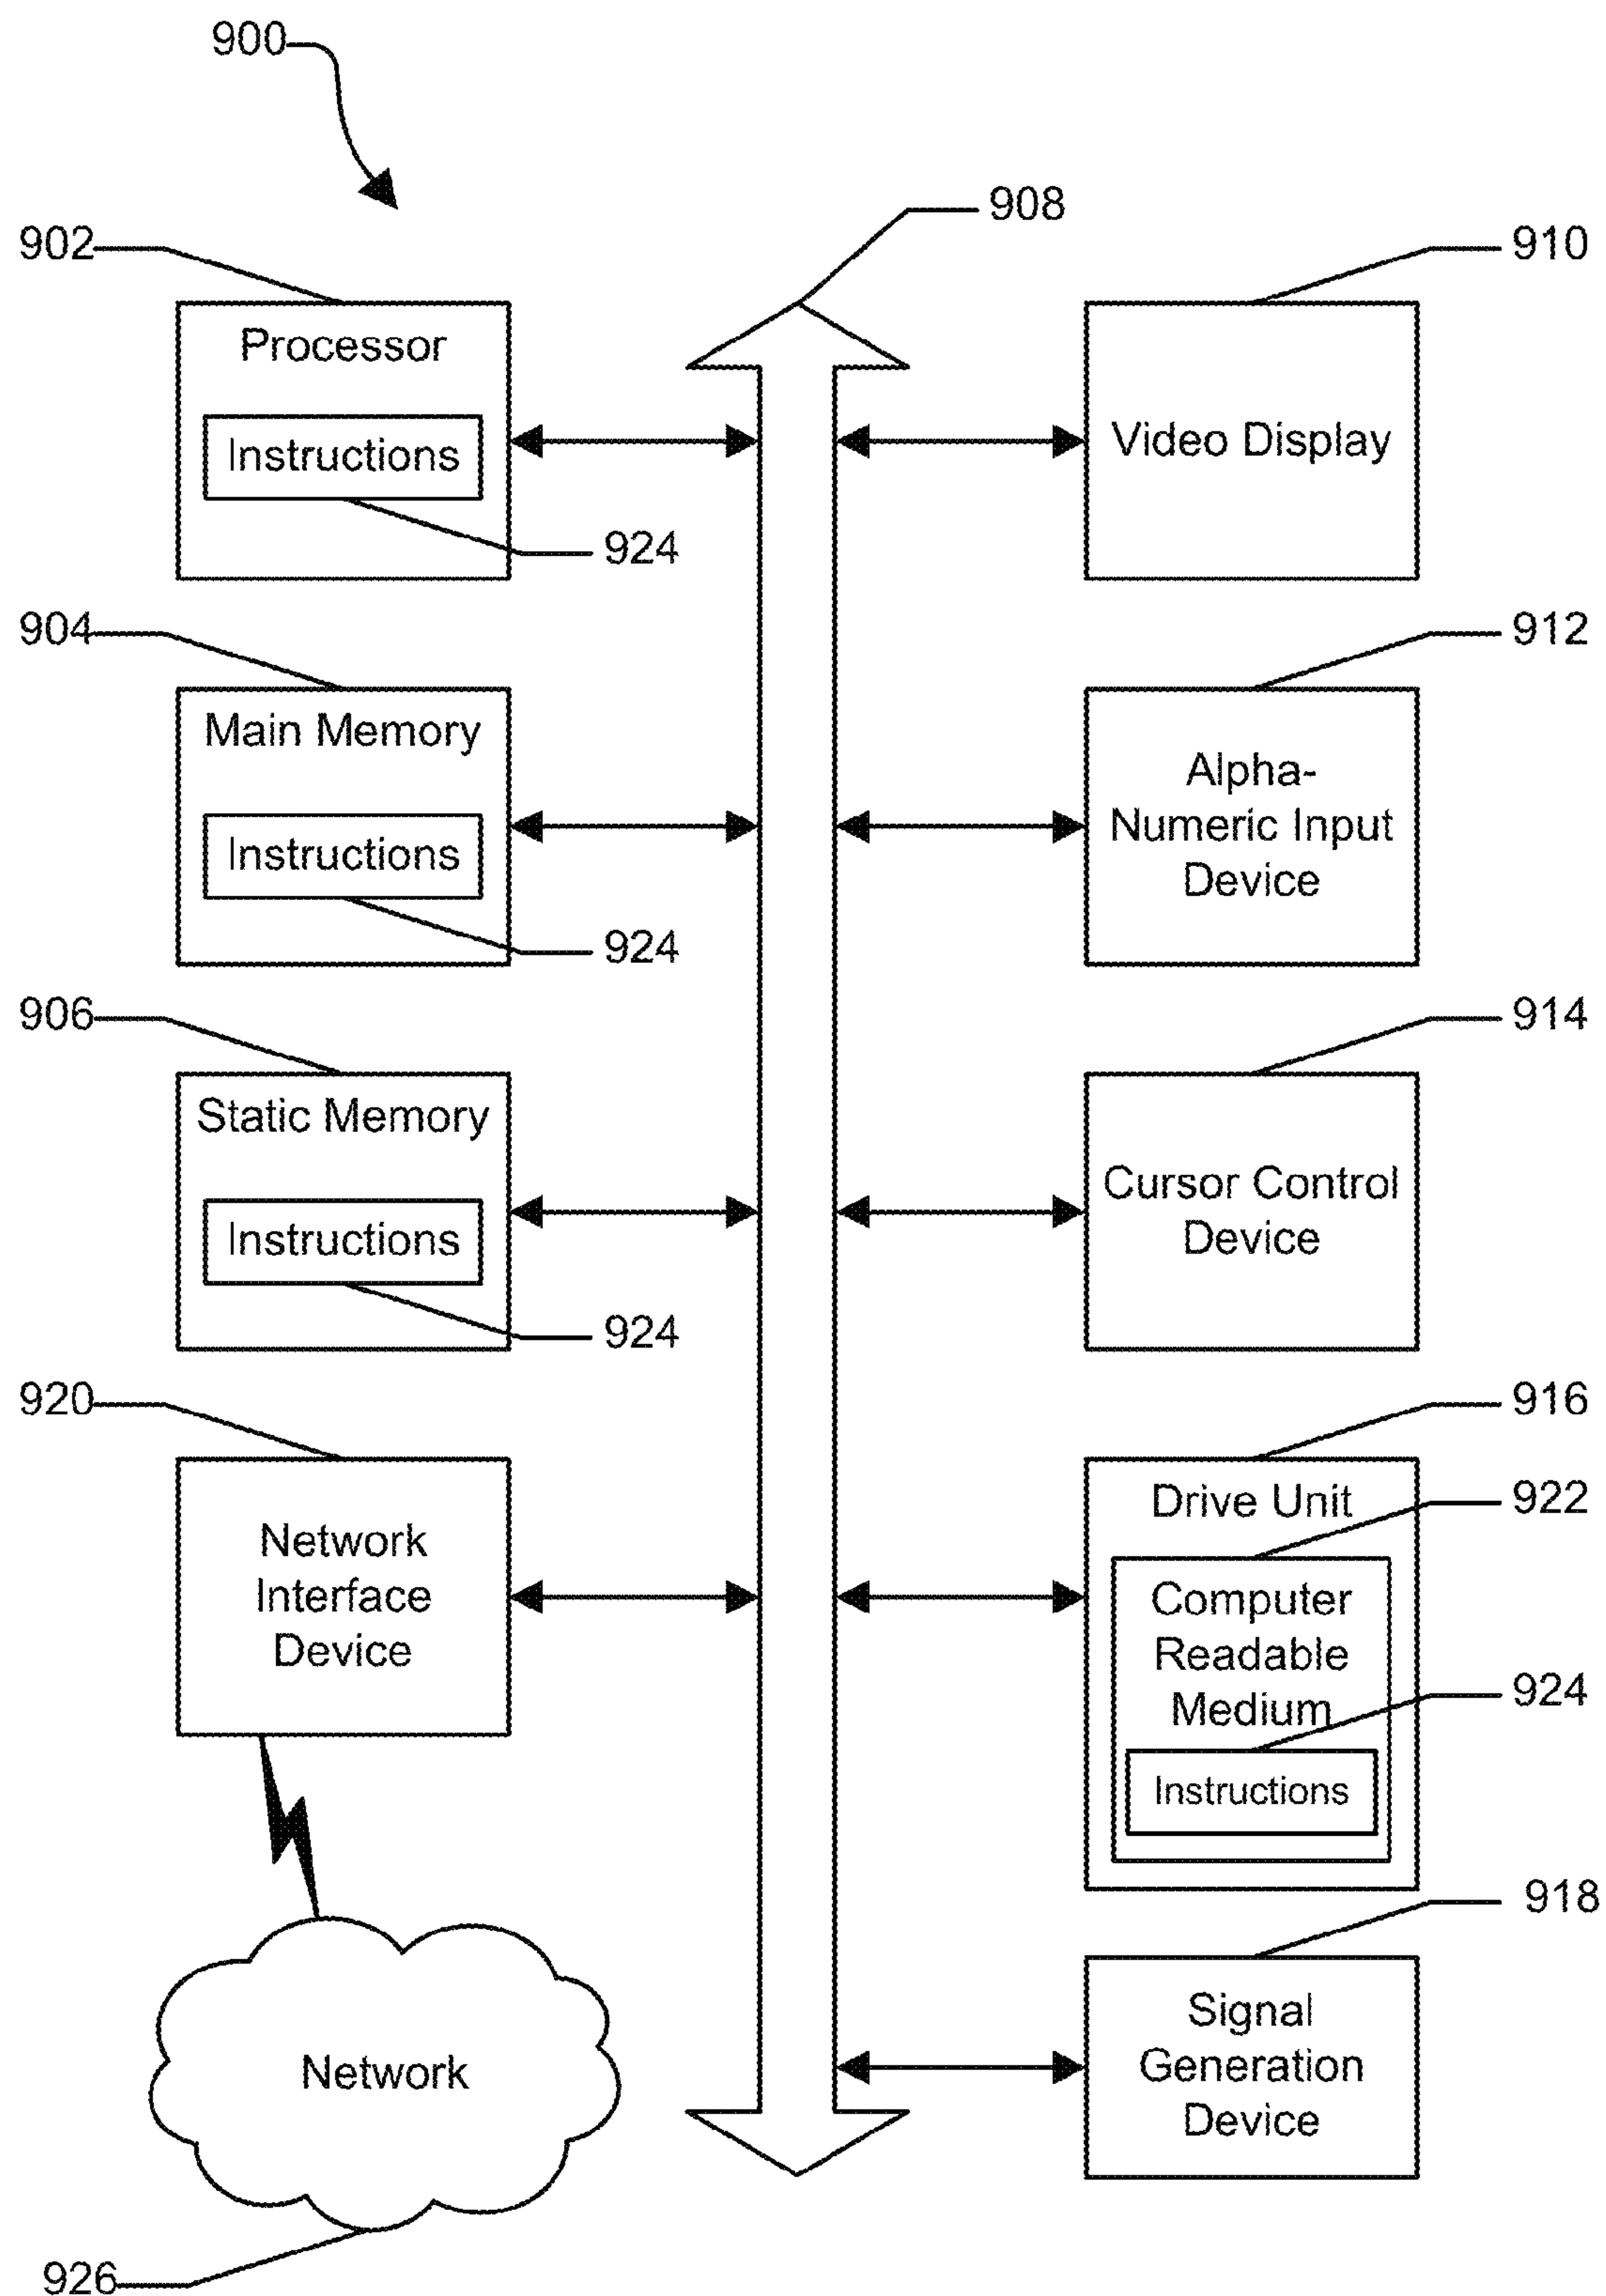 900
908
902
910
Processor
Instructions
924
Video Display
904
912
Main Memory
Instructions
924
Alpha-
Numeric Input
Device
906
914
Static Memory
Instructions
924
Cursor Control
Device
920
916
Network
Interface
Device
Drive Unit
922
Computer
Readable
Medium
924
Instructions
918
Network
Signal
Generation
Device
926